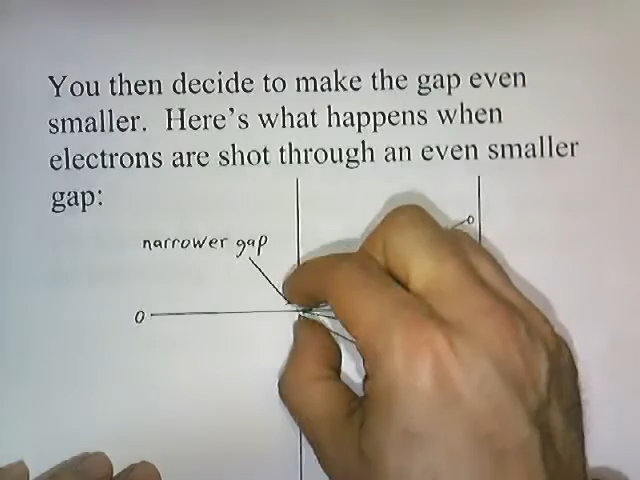 You then decide to make the gap even
smaller.  Here's what happens when
electrons are shot through an even smaller
gap:
narrower gap